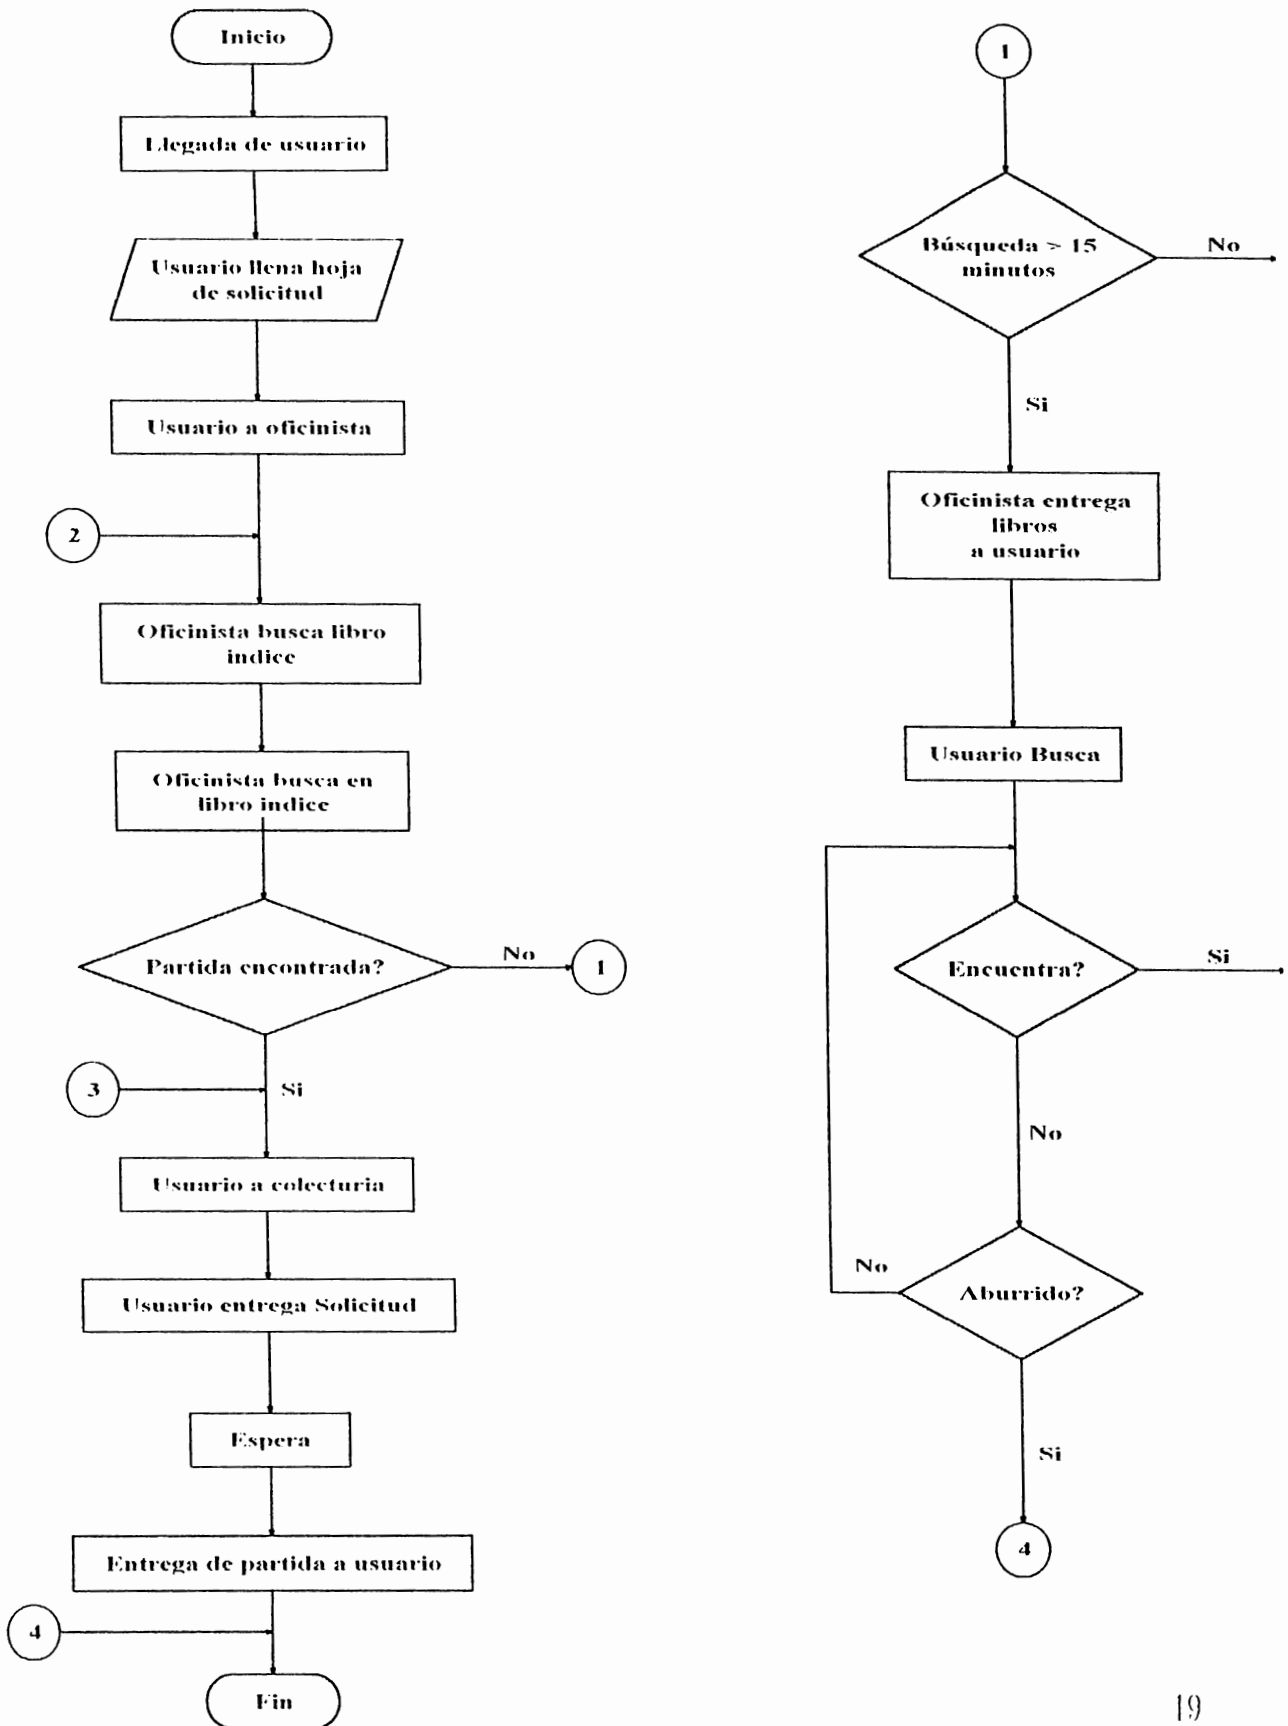 Inicio
Llegada de usuario
Usuario llena hoja
de solicitud
Usuario a oficinista
2
Oficinista busca libro
indice
Oficinista busca en
libro indice
Partida encontrada?
No
1
3
Si
Usuario a colecturia
Usuario entrega Solicitud
Espera
Entrega de partida a usuario
4
Fin
1
Búsqueda > 15
minutos
No
Si
Oficinista entrega
libros
a usuario
Usuario Busca
Encuentra?
Si
No
Aburrido?
No
Si
4
19